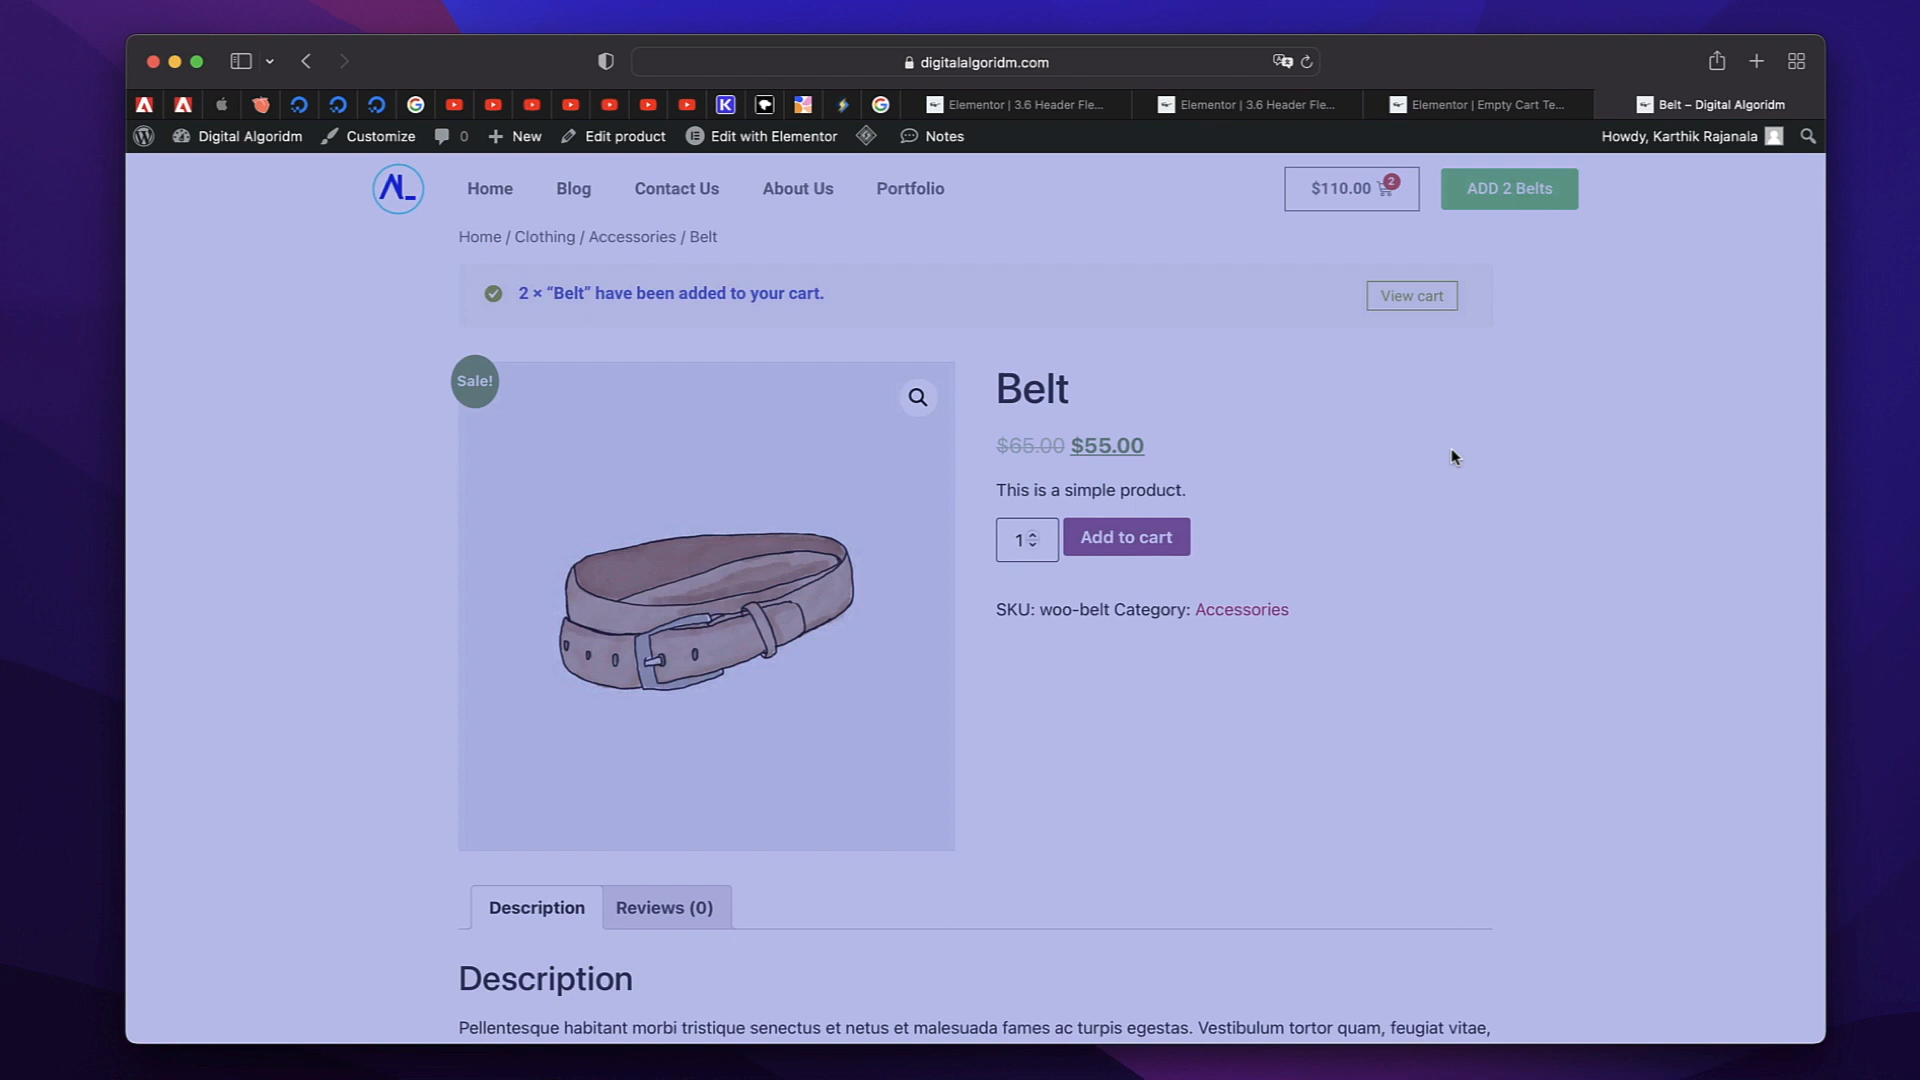 digitalalgoridm.com
Elementor | 3.6 Header Fle...
Elementor | 3.6 Header Fle...
Elementor | Empty Cart Te...
Belt – Digital Algoridm
Digital Algoridm
Customize
0
New
Edit product
Edit with Elementor
Notes
Howdy, Karthik Rajanala
Home
Blog
Contact Us
About Us
Portfolio
$110.00
2
ADD 2 Belts
Home / Clothing / Accessories / Belt
2 × “Belt” have been added to your cart.
View cart
Sale!
Belt
$65.00 $55.00
This is a simple product.
1
Add to cart
SKU: woo-belt Category: Accessories
Description
Reviews (0)
Description
Pellentesque habitant morbi tristique senectus et netus et malesuada fames ac turpis egestas. Vestibulum tortor quam, feugiat vitae,